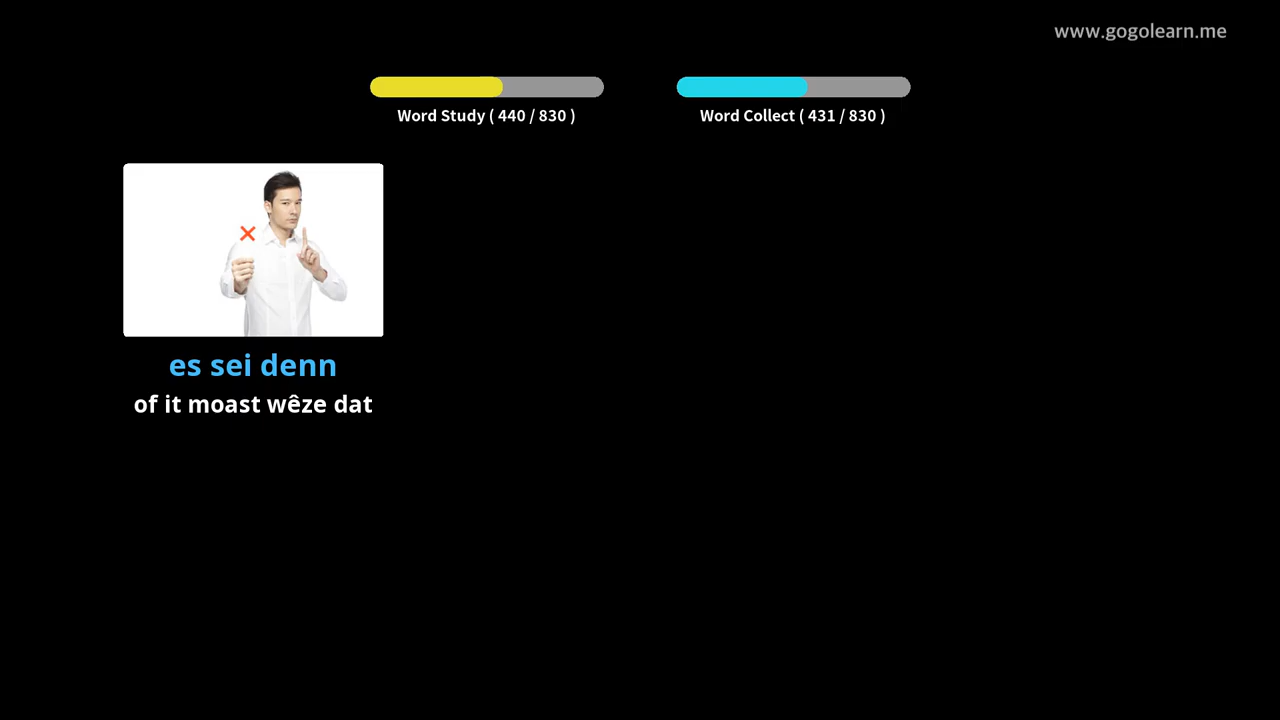 www.gogolearn.me
Word Study ( 440 / 830 )
Word Collect ( 431 / 830 )
es sei denn
of it moast wêze dat